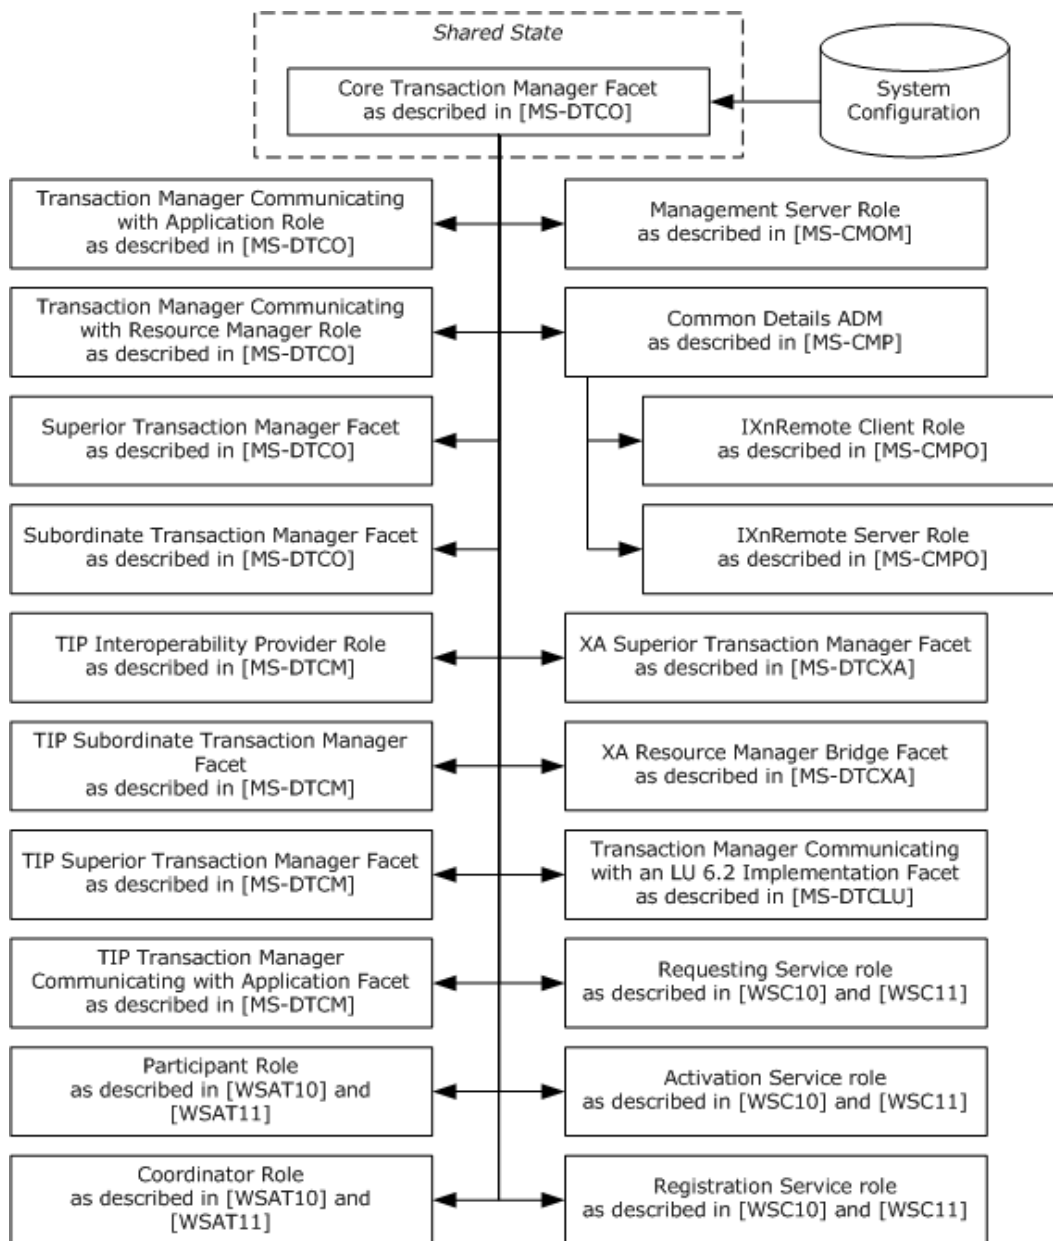 Shared State
Core Transaction Manager Facet
as described in [MS-DTCO]
System
Configuration
Transaction Manager Communicating
with Application Role
as described in [MS-DTCO]
Management Server Role
as described in [MS-CMOM]
Transaction Manager Communicating
with Resource Manager Role
as described in [MS-DTCO]
Common Details ADM
as described in [MS-CMP]
Superior Transaction Manager Facet
as described in [MS-DTCO]
IXnRemote Client Role
as described in [MS-CMPO]
Subordinate Transaction Manager Facet
as described in [MS-DTCO]
IXnRemote Server Role
as described in [MS-CMPO]
TIP Interoperability Provider Role
as described in [MS-DTCM]
XA Superior Transaction Manager Facet
as described in [MS-DTCXA]
TIP Subordinate Transaction Manager
Facet
as described in [MS-DTCM]
XA Resource Manager Bridge Facet
as described in [MS-DTCXA]
TIP Superior Transaction Manager Facet
as described in [MS-DTCM]
Transaction Manager Communicating
with an LU 6.2 Implementation Facet
as described in [MS-DTCLU]
TIP Transaction Manager
Communicating with Application Facet
as described in [MS-DTCM]
Requesting Service role
as described in [WSC10] and [WSC11]
Participant Role
as described in [WSAT10] and
[WSAT11]
Activation Service role
as described in [WSC10] and [WSC11]
Coordinator Role
as described in [WSAT10] and
[WSAT11]
Registration Service role
as described in [WSC10] and [WSC11]